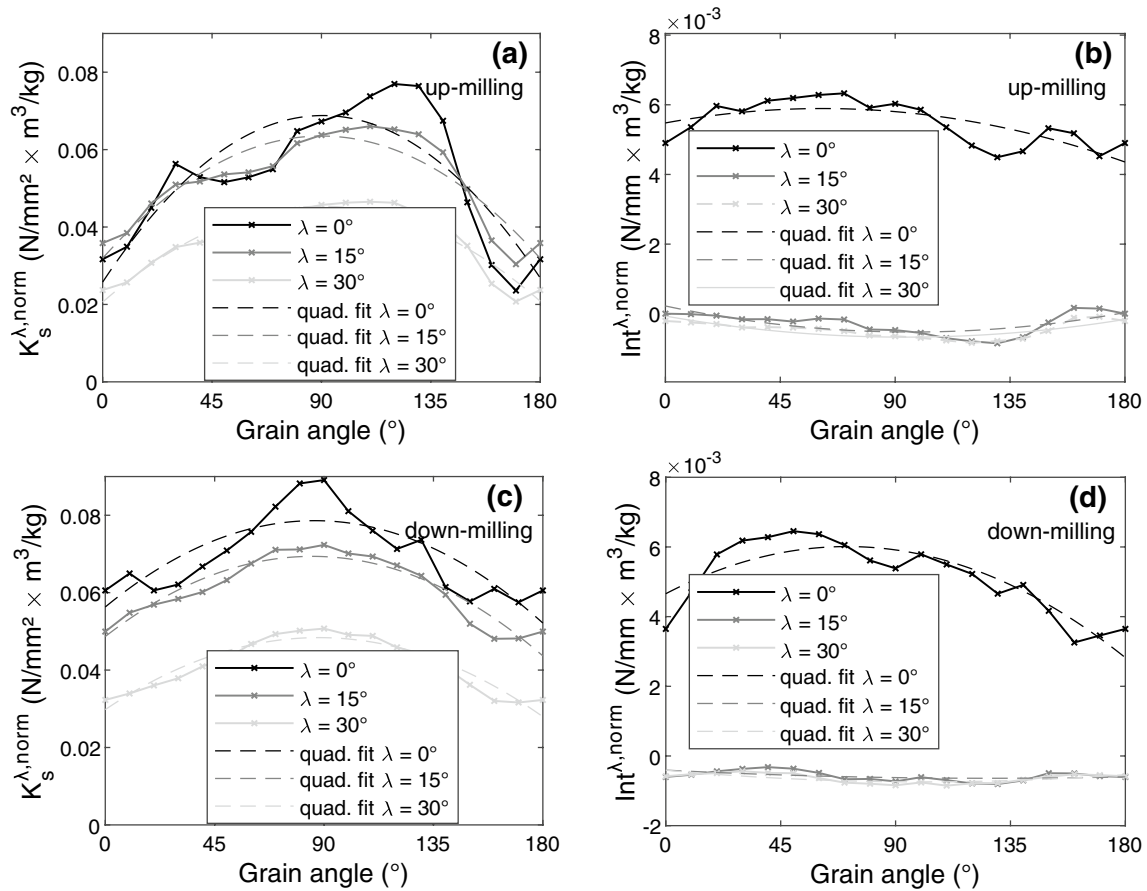 (a)
up-milling
K_s^{λ,norm} (N/mm² × m³/kg)
0.08
0.06
0.04
0.02
0
λ = 0°
λ = 15°
λ = 30°
quad. fit λ = 0°
quad. fit λ = 15°
quad. fit λ = 30°
0 45 90 135 180
Grain angle (°)
×10⁻³
(b)
up-milling
Int^{λ,norm} (N/mm × m³/kg)
8
6
4
2
0
λ = 0°
λ = 15°
λ = 30°
quad. fit λ = 0°
quad. fit λ = 15°
quad. fit λ = 30°
0 45 90 135 180
Grain angle (°)
(c)
down-milling
K_s^{λ,norm} (N/mm² × m³/kg)
0.08
0.06
0.04
0.02
0
λ = 0°
λ = 15°
λ = 30°
quad. fit λ = 0°
quad. fit λ = 15°
quad. fit λ = 30°
0 45 90 135 180
Grain angle (°)
×10⁻³
(d)
down-milling
Int^{λ,norm} (N/mm × m³/kg)
8
6
4
2
0
-2
λ = 0°
λ = 15°
λ = 30°
quad. fit λ = 0°
quad. fit λ = 15°
quad. fit λ = 30°
0 45 90 135 180
Grain angle (°)